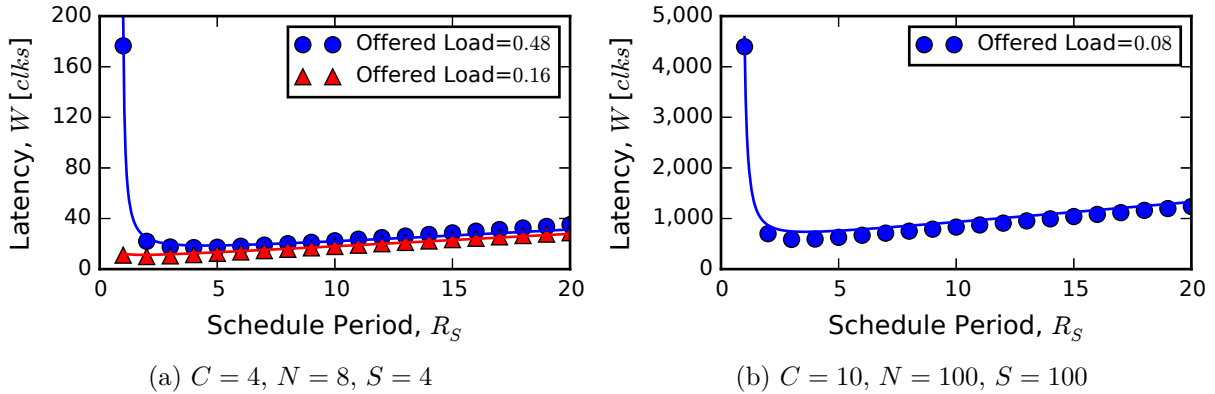 200
160
120
80
40
0
Latency, W [clks]
Offered Load=0.48
Offered Load=0.16
0 5 10 15 20
Schedule Period, R_S
(a) C = 4, N = 8, S = 4
5,000
4,000
3,000
2,000
1,000
0
Latency, W [clks]
Offered Load=0.08
0 5 10 15 20
Schedule Period, R_S
(b) C = 10, N = 100, S = 100